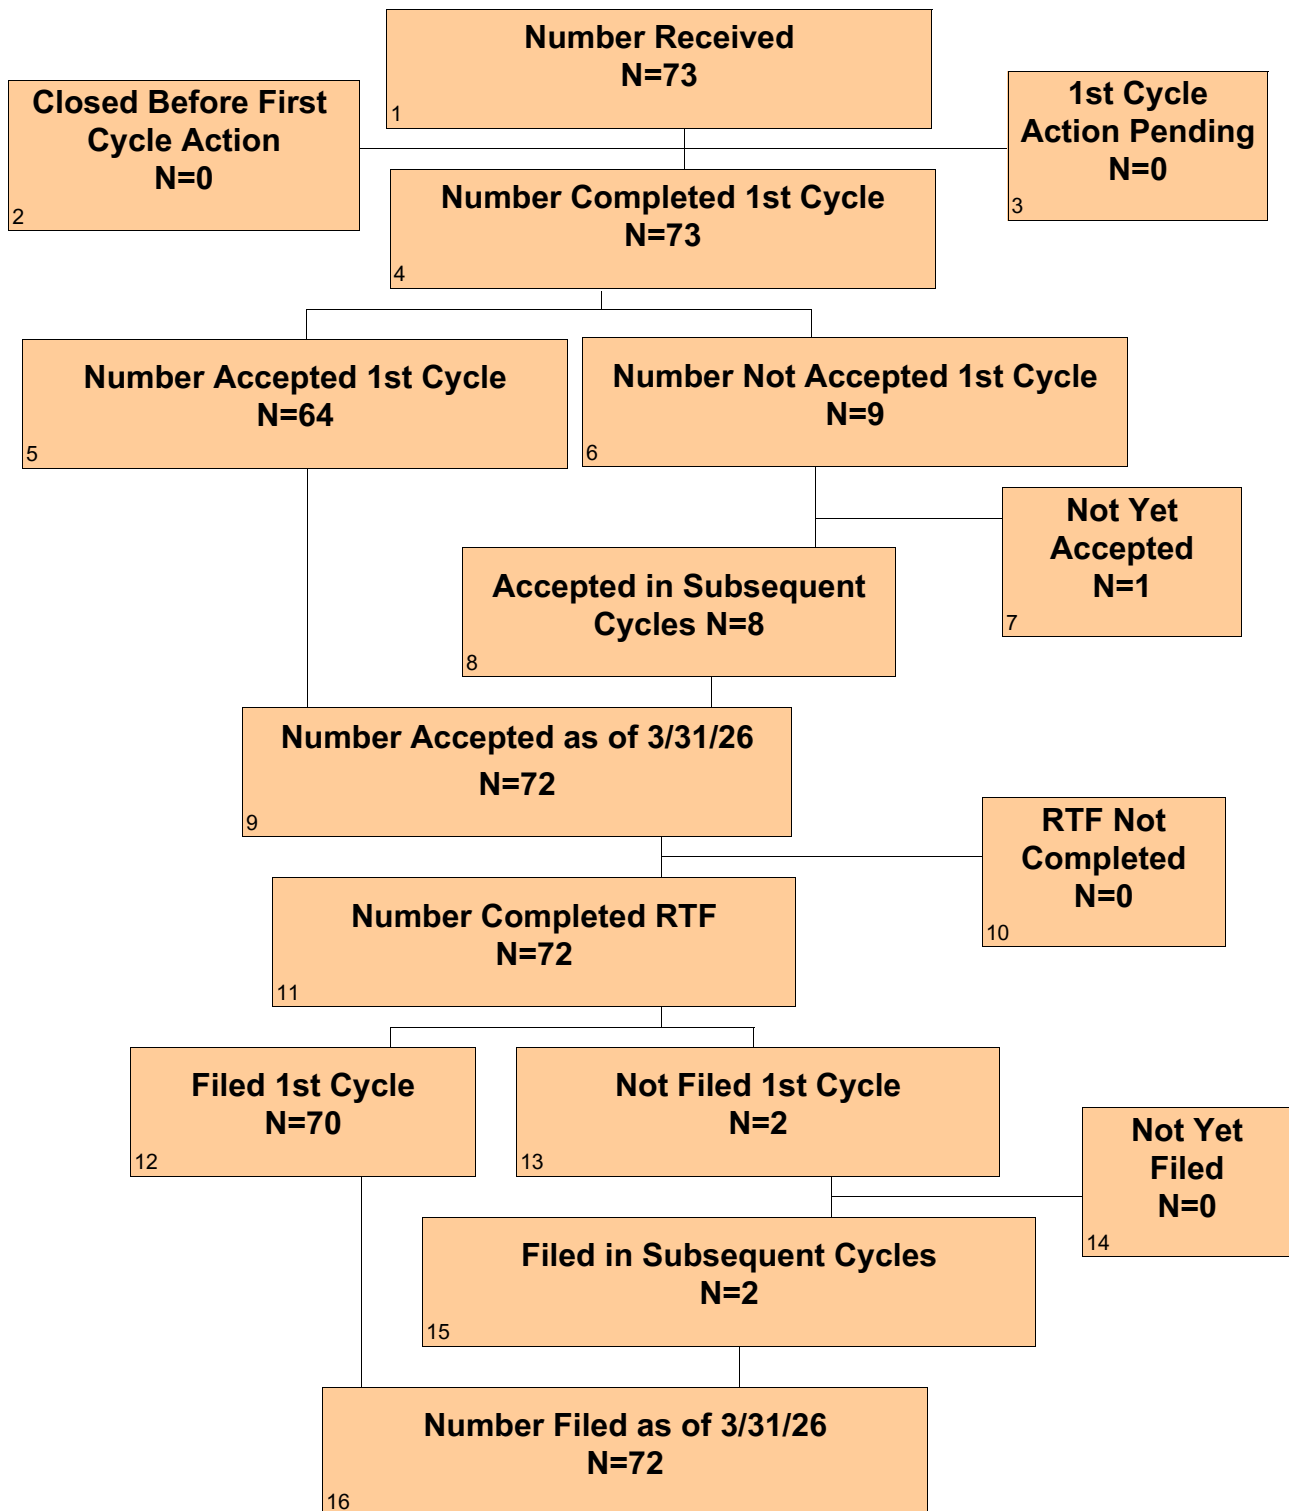 Number Received
N=73
1
Closed Before First
Cycle Action
N=0
2
1st Cycle
Action Pending
N=0
3
Number Completed 1st Cycle
N=73
4
Number Accepted 1st Cycle
N=64
5
Number Not Accepted 1st Cycle
N=9
6
Not Yet
Accepted
N=1
7
Accepted in Subsequent
Cycles N=8
8
Number Accepted as of 3/31/26
N=72
9
RTF Not
Completed
N=0
10
Number Completed RTF
N=72
11
Filed 1st Cycle
N=70
12
Not Filed 1st Cycle
N=2
13
Not Yet
Filed
N=0
14
Filed in Subsequent Cycles
N=2
15
Number Filed as of 3/31/26
N=72
16